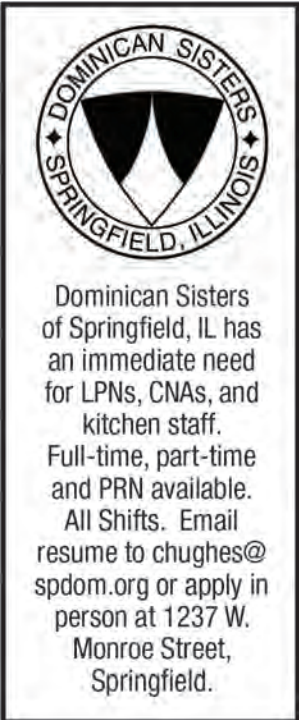 DOMINICAN SISTERS
SPRINGFIELD, ILLINOIS
Dominican Sisters
of Springfield, IL has
an immediate need
for LPNs, CNAs, and
kitchen staff.
Full-time, part-time
and PRN available.
All Shifts. Email
resume to chughes@
spdom.org or apply in
person at 1237 W.
Monroe Street,
Springfield.